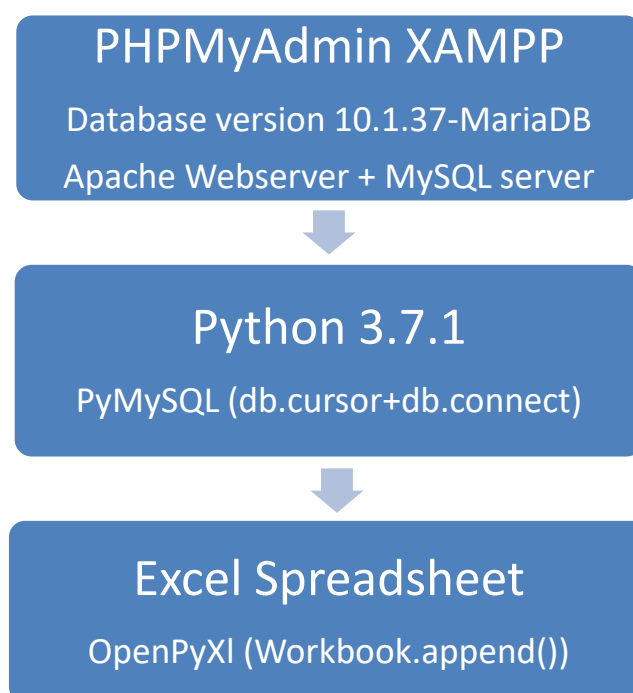 PHPMyAdmin XAMPP
Database version 10.1.37-MariaDB
Apache Webserver + MySQL server
Python 3.7.1
PyMySQL (db.cursor+db.connect)
Excel Spreadsheet
OpenPyXl (Workbook.append())